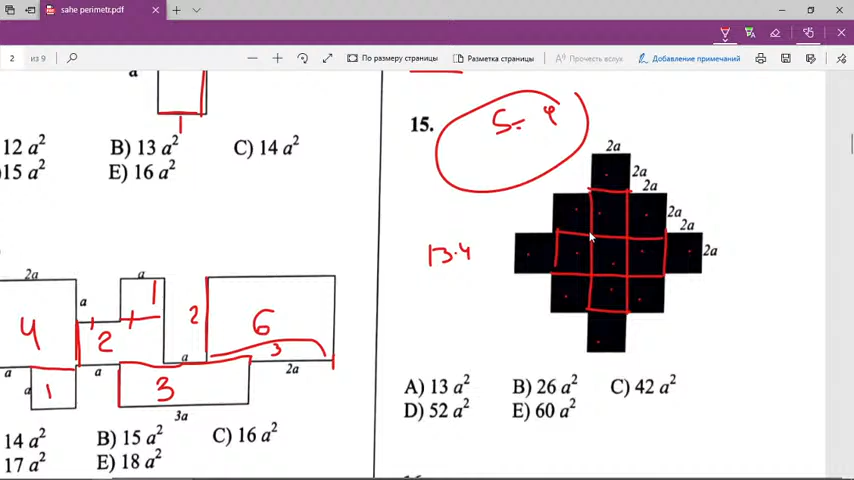 sahe perimetr.pdf
2 из 9
По размеру страницы
Разметка страницы
Прочесть вслух
Добавление примечаний
a
1
12 a²
B) 13 a²
C) 14 a²
15 a²
E) 16 a²
2a
a
a
1
2
6
4
2
3
a
a
a
2a
a
1
3
3a
14 a²
B) 15 a²
C) 16 a²
17 a²
E) 18 a²
15.
S= 4
2a
2a
2a
2a
2a
2a
13.4
A) 13 a²
B) 26 a²
C) 42 a²
D) 52 a²
E) 60 a²